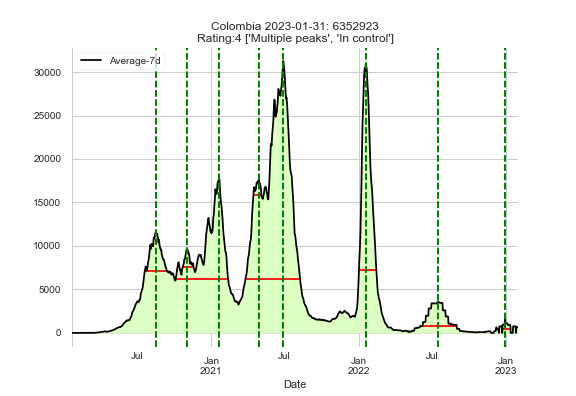 Colombia 2023-01-31: 6352923
Rating:4 ['Multiple peaks', 'In control']
Average-7d
30000
25000
20000
15000
10000
5000
0
Jul Jan Jul Jan Jul Jan
2021 2022 2023
Date